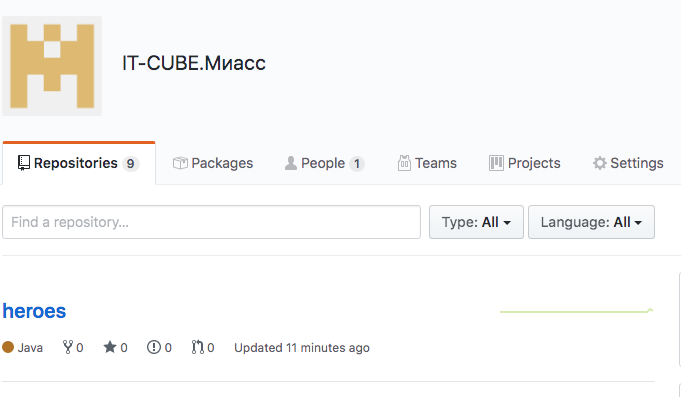 IT-CUBE.Миасс
Repositories 9 Packages People 1 Teams Projects Settings
Find a repository... Type: All Language: All
heroes
Java 0 0 0 0 Updated 11 minutes ago